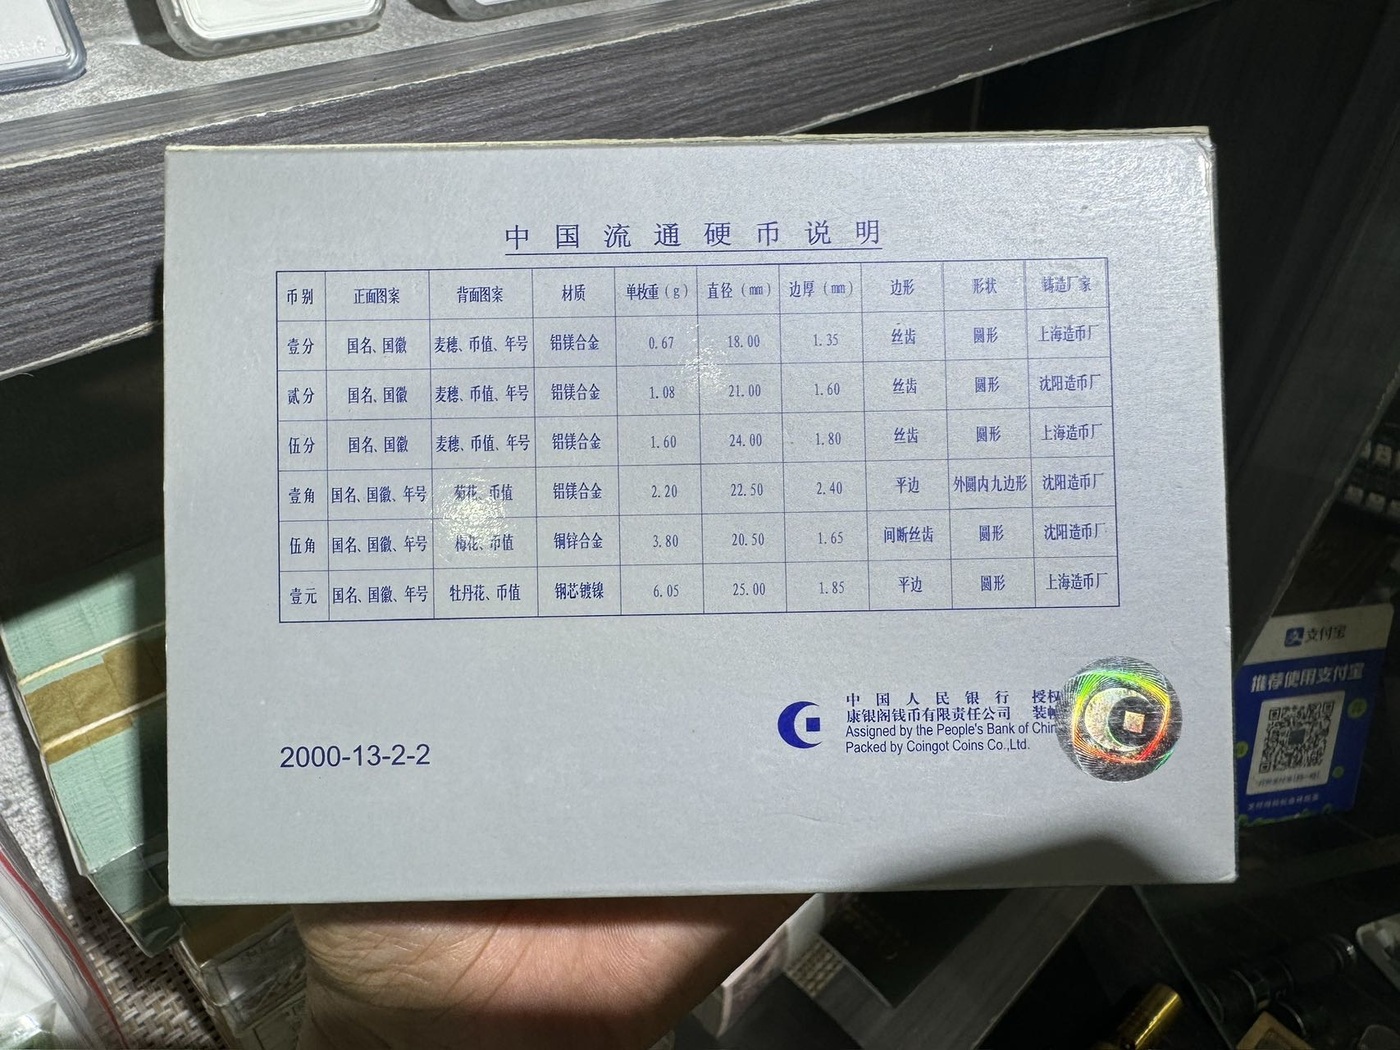 中国流通硬币说明
币别 正面图案 背面图案 材质 单枚重(g) 直径(mm) 边厚(mm) 边形 形状 铸造厂家
壹分 国名、国徽 麦穗、币值、年号 铝镁合金 0.67 18.00 1.35 丝齿 圆形 上海造币厂
贰分 国名、国徽 麦穗、币值、年号 铝镁合金 1.08 21.00 1.60 丝齿 圆形 沈阳造币厂
伍分 国名、国徽 麦穗、币值、年号 铝镁合金 1.60 24.00 1.80 丝齿 圆形 上海造币厂
壹角 国名、国徽、年号 菊花、币值 铝镁合金 2.20 22.50 2.40 平边 外圆内九边形 沈阳造币厂
伍角 国名、国徽、年号 梅花、币值 铜锌合金 3.80 20.50 1.65 间断丝齿 圆形 沈阳造币厂
壹元 国名、国徽、年号 牡丹花、币值 钢芯镀镍 6.05 25.00 1.85 平边 圆形 上海造币厂
中国人民银行 授权
康银阁钱币有限责任公司 装帧
Assigned by the People's Bank of Chin
Packed by Coingot Coins Co.,Ltd.
2000-13-2-2
支付宝
推荐使用支付宝